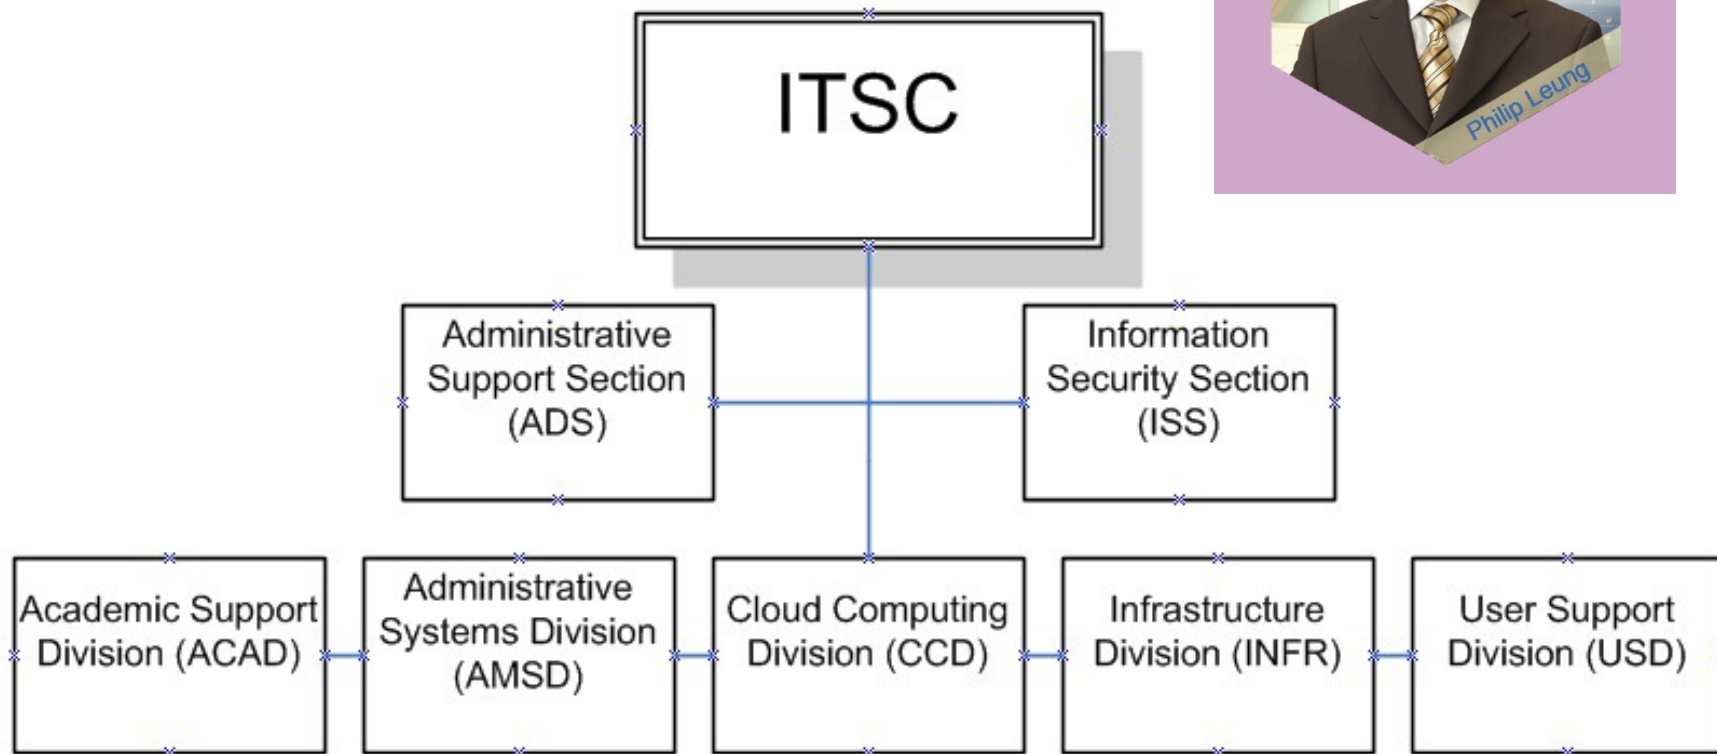 ITSC
Philip Leung
Administrative
Support Section
(ADS)
Information
Security Section
(ISS)
Academic Support
Division (ACAD)
Administrative
Systems Division
(AMSD)
Cloud Computing
Division (CCD)
Infrastructure
Division (INFR)
User Support
Division (USD)